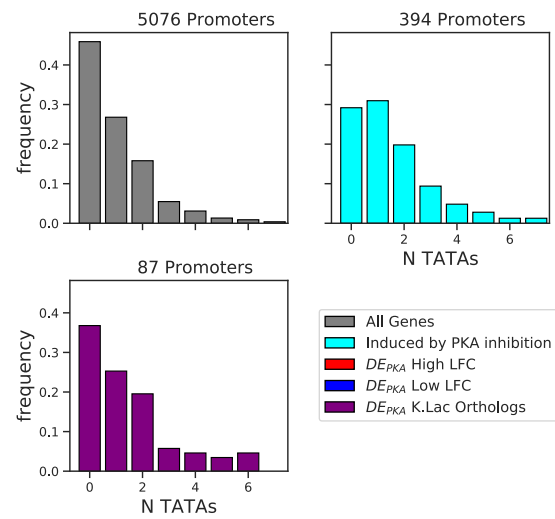 5076 Promoters
394 Promoters
0.4
0.3
0.2
0.1
0.0
frequency
0 2 4 6
N TATAs
87 Promoters
0.4
0.3
0.2
0.1
0.0
frequency
0 2 4 6
N TATAs
All Genes
Induced by PKA inhibition
DE_PKA High LFC
DE_PKA Low LFC
DE_PKA K.Lac Orthologs